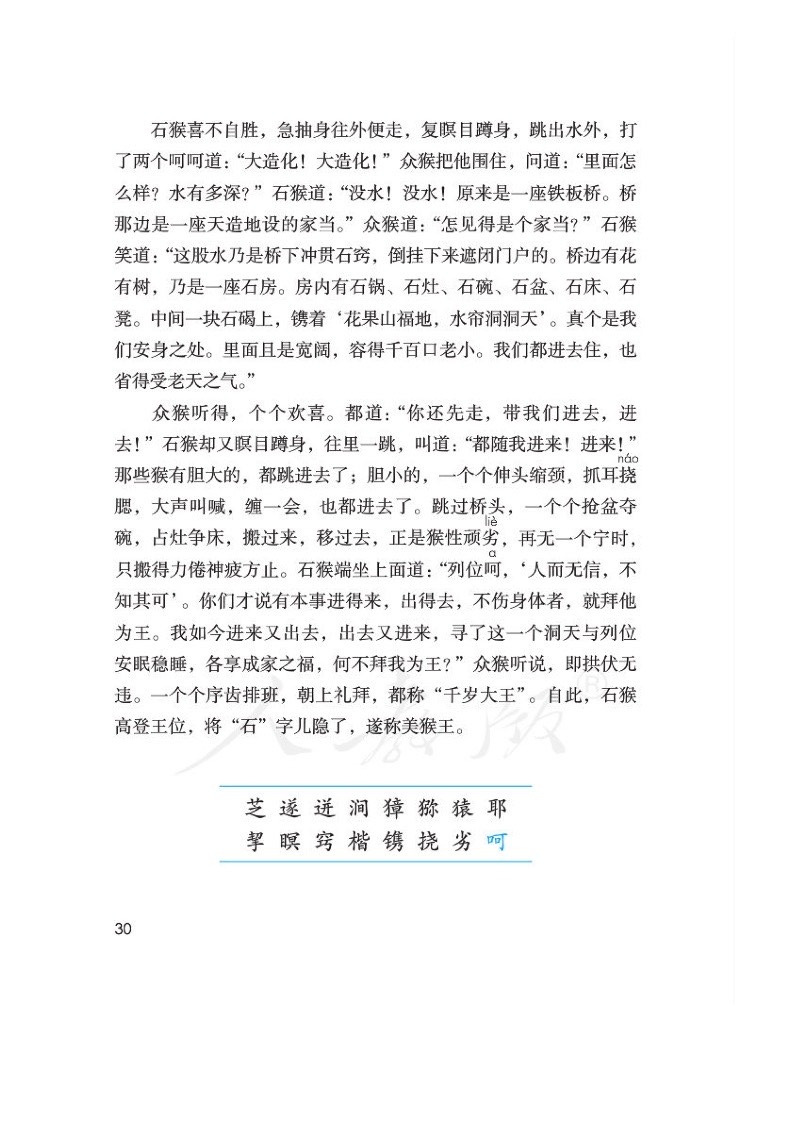 石猴喜不自胜，急抽身往外便走，复瞑目蹲身，跳出水外，打
了两个呵呵道：“大造化！大造化！”众猴把他围住，问道：“里面怎
么样？水有多深？”石猴道：“没水！没水！原来是一座铁板桥。桥
那边是一座天造地设的家当。”众猴道：“怎见得是个家当？”石猴
笑道：“这股水乃是桥下冲贯石窍，倒挂下来遮闭门户的。桥边有花
有树，乃是一座石房。房内有石锅、石灶、石碗、石盆、石床、石
凳。中间一块石碣上，镌着‘花果山福地，水帘洞洞天’。真个是我
们安身之处。里面且是宽阔，容得千百口老小。我们都进去住，也
省得受老天之气。”
众猴听得，个个欢喜。都道：“你还先走，带我们进去，进
去！”石猴却又瞑目蹲身，往里一跳，叫道：“都随我进来！进来！”
náo
那些猴有胆大的，都跳进去了；胆小的，一个个伸头缩颈，抓耳挠
腮，大声叫喊，缠一会，也都进去了。跳过桥头，一个个抢盆夺
liè
碗，占灶争床，搬过来，移过去，正是猴性顽劣，再无一个宁时，
ɑ
只搬得力倦神疲方止。石猴端坐上面道：“列位呵，‘人而无信，不
知其可’。你们才说有本事进得来，出得去，不伤身体者，就拜他
为王。我如今进来又出去，出去又进来，寻了这一个洞天与列位
安眠稳睡，各享成家之福，何不拜我为王？”众猴听说，即拱伏无
违。一个个序齿排班，朝上礼拜，都称“千岁大王”。自此，石猴
高登王位，将“石”字儿隐了，遂称美猴王。
人教版®
芝 遂 迸 涧 獐 猕 猿 耶
挈 瞑 窍 楷 镌 挠 劣 呵
30